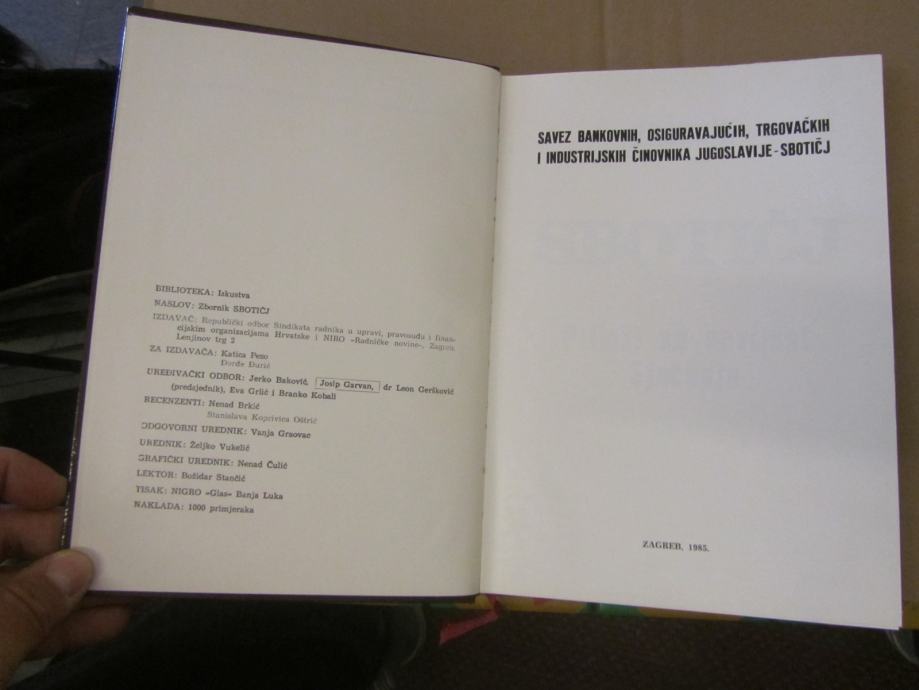 BIBLIOTEKA: Iskustva
NASLOV: Zbornik SBOTIČJ
IZDAVAČ: Republički odbor Sindikata radnika u upravi, pravosuđu i finan-
cijskim organizacijama Hrvatske i NIRO »Radničke novine«, Zagreb,
Lenjinov trg 2
ZA IZDAVAČA: Katica Pezo
Đorđe Đurić
UREĐIVAČKI ODBOR: Jerko Baković, Josip Garvan, dr Leon Geršković
(predsjednik), Eva Grlić i Branko Kobali
RECENZENTI: Nenad Brkić
Stanislava Koprivica Oštrić
ODGOVORNI UREDNIK: Vanja Grsovac
UREDNIK: Željko Vukelić
GRAFIČKI UREDNIK: Nenad Čulić
LEKTOR: Božidar Stančić
TISAK: NIGRO »Glas« Banja Luka
NAKLADA: 1000 primjeraka
SAVEZ BANKOVNIH, OSIGURAVAJUĆIH, TRGOVAČKIH
I INDUSTRIJSKIH ČINOVNIKA JUGOSLAVIJE-SBOTIČJ
ZAGREB, 1985.